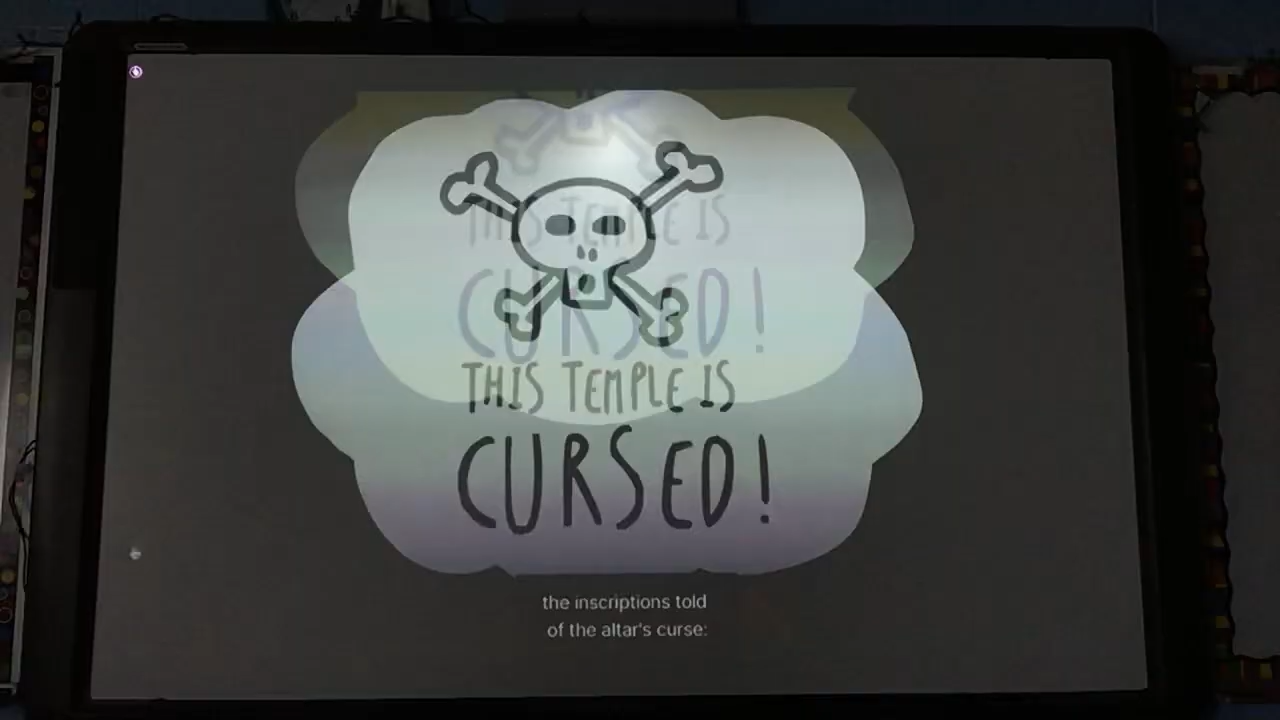 THIS TEMPLE IS
CURSED!
THIS TEMPLE IS
CURSED!
the inscriptions told
of the altar's curse: